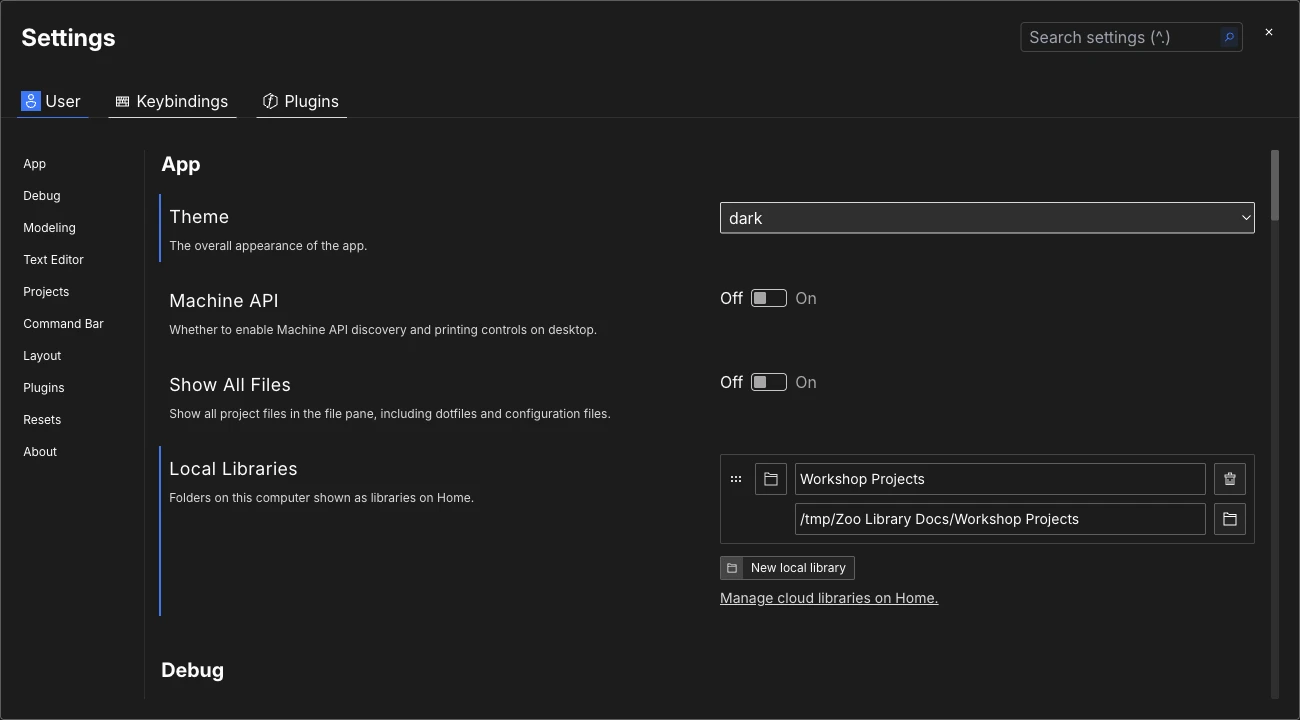 Settings
Search settings (^.)
User
Keybindings
Plugins
App
Debug
Modeling
Text Editor
Projects
Command Bar
Layout
Plugins
Resets
About
App
Theme
The overall appearance of the app.
dark
Machine API
Whether to enable Machine API discovery and printing controls on desktop.
Off On
Show All Files
Show all project files in the file pane, including dotfiles and configuration files.
Off On
Local Libraries
Folders on this computer shown as libraries on Home.
Workshop Projects
/tmp/Zoo Library Docs/Workshop Projects
New local library
Manage cloud libraries on Home.
Debug